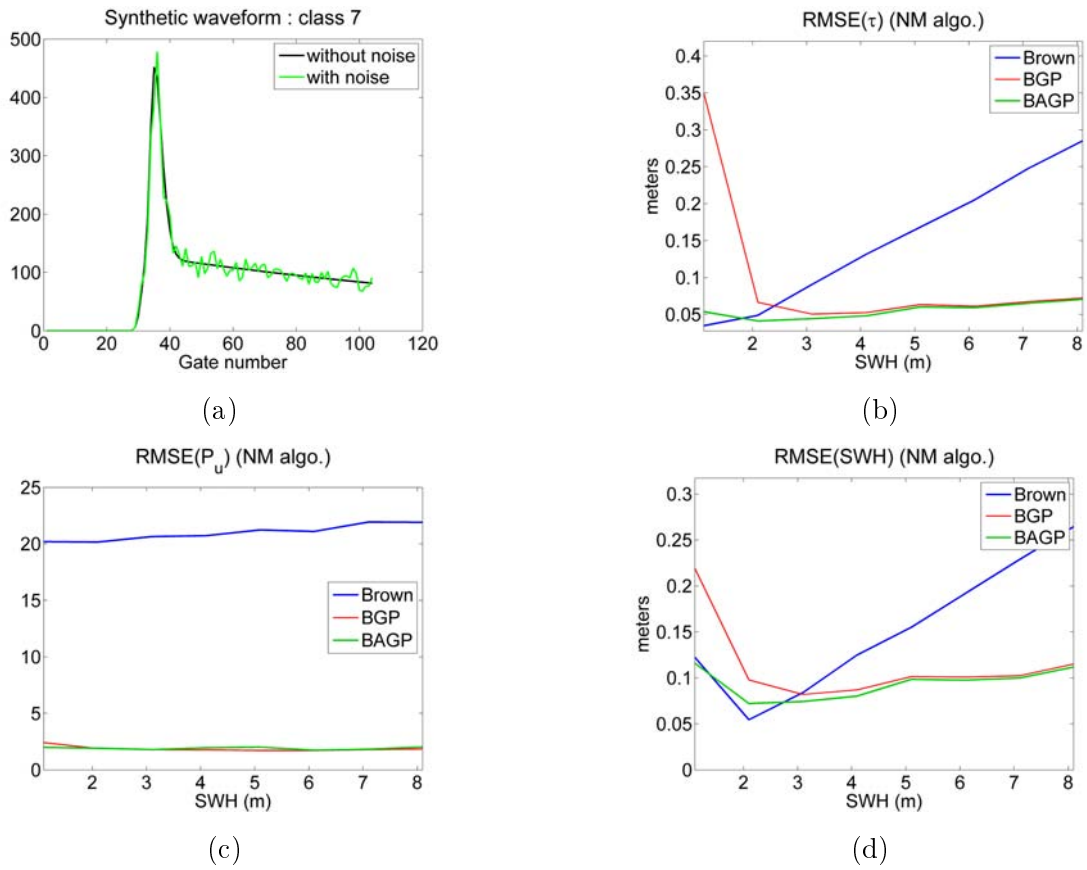 Synthetic waveform : class 7
500
400
300
200
100
0
0 20 40 60 80 100 120
Gate number
without noise
with noise
(a)
RMSE(τ) (NM algo.)
0.4
0.35
0.3
0.25
0.2
0.15
0.1
0.05
meters
2 3 4 5 6 7 8
SWH (m)
Brown
BGP
BAGP
(b)
RMSE(P_u) (NM algo.)
25
20
15
10
5
0
2 3 4 5 6 7 8
SWH (m)
Brown
BGP
BAGP
(c)
RMSE(SWH) (NM algo.)
0.3
0.25
0.2
0.15
0.1
0.05
0
meters
2 3 4 5 6 7 8
SWH (m)
Brown
BGP
BAGP
(d)